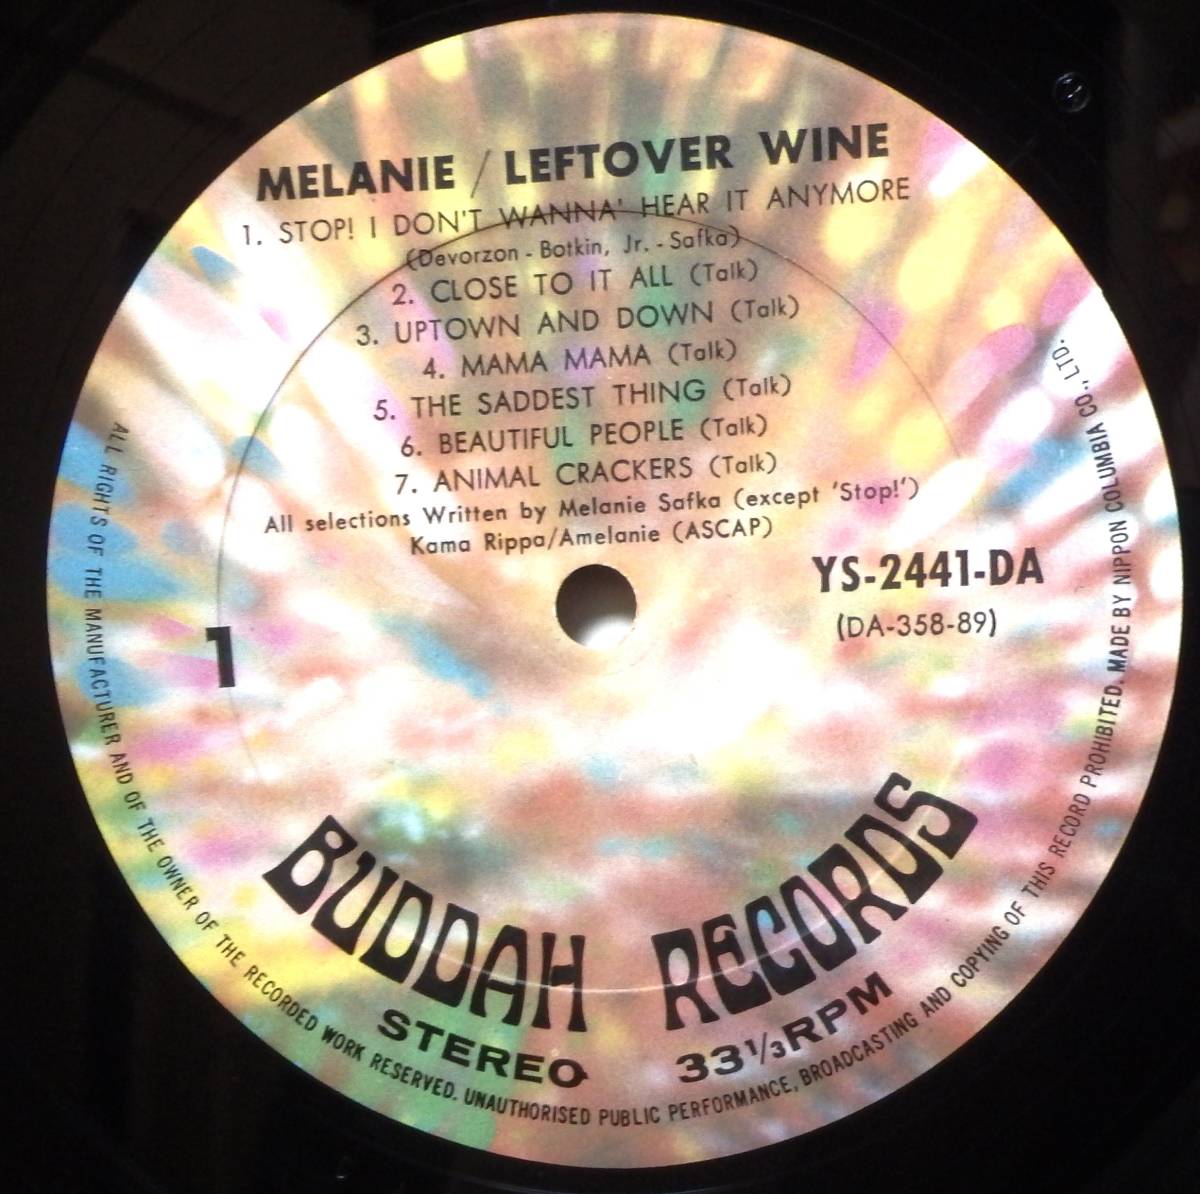 MELANIE / LEFTOVER WINE
1. STOP! I DON'T WANNA' HEAR IT ANYMORE
(Devorzon - Botkin, Jr. - Safka)
2. CLOSE TO IT ALL (Talk)
3. UPTOWN AND DOWN (Talk)
4. MAMA MAMA (Talk)
5. THE SADDEST THING (Talk)
6. BEAUTIFUL PEOPLE (Talk)
7. ANIMAL CRACKERS (Talk)
All selections Written by Melanie Safka (except 'Stop!')
Kama Rippa/Amelanie (ASCAP)
YS-2441-DA
(DA-358-89)
1
BUDDAH RECORDS
STEREO 33 1/3 RPM
ALL RIGHTS OF THE MANUFACTURER AND OF THE OWNER OF THE RECORDED WORK RESERVED. UNAUTHORISED PUBLIC PERFORMANCE, BROADCASTING AND COPYING OF THIS RECORD PROHIBITED. MADE BY NIPPON COLUMBIA CO., LTD.